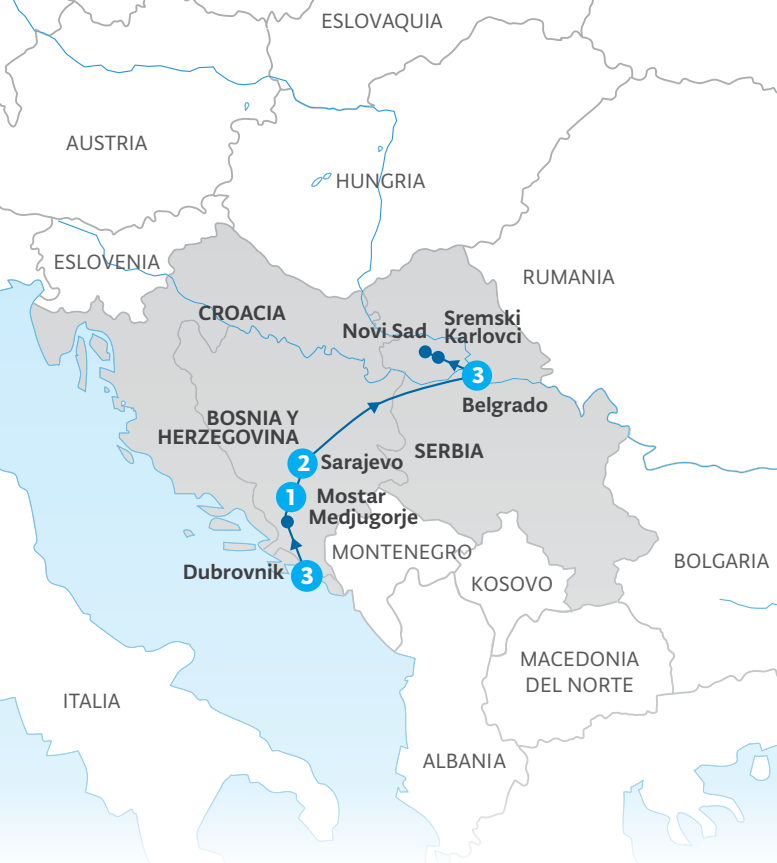 ESLOVAQUIA
AUSTRIA
HUNGRIA
ESLOVENIA
RUMANIA
CROACIA
Novi Sad
Sremski
Karlovci
3
Belgrado
BOSNIA Y
HERZEGOVINA
2
Sarajevo
SERBIA
1
Mostar
Medjugorje
MONTENEGRO
BOLGARIA
Dubrovnik
3
KOSOVO
MACEDONIA
DEL NORTE
ITALIA
ALBANIA